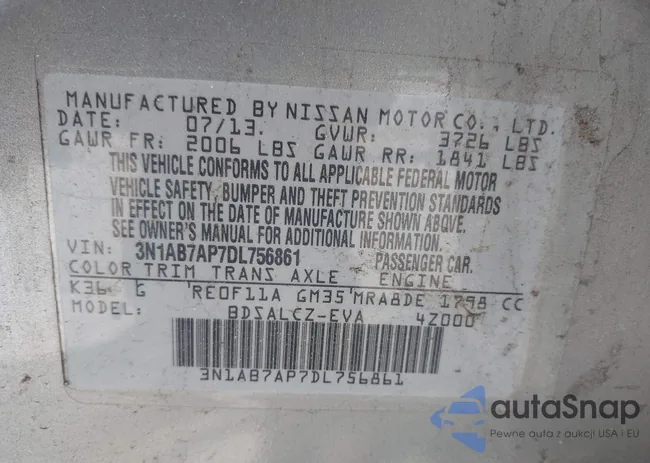 MANUFACTURED BY NISSAN MOTOR CO., LTD.
DATE: 07/13. GVWR: 3726 LBS
GAWR FR: 2006 LBS GAWR RR: 1841 LBS
THIS VEHICLE CONFORMS TO ALL APPLICABLE FEDERAL MOTOR
VEHICLE SAFETY, BUMPER AND THEFT PREVENTION STANDARDS
IN EFFECT ON THE DATE OF MANUFACTURE SHOWN ABOVE.
SEE OWNER'S MANUAL FOR ADDITIONAL INFORMATION.
VIN: 3N1AB7AP7DL756861 PASSENGER CAR.
COLOR TRIM TRANS AXLE ENGINE
K36 G RE0F11A GM35 MRA8DE 1798 CC
MODEL: BDSALCZ-EVA 4Z000
3N1AB7AP7DL756861
autaSnap
Pewne auta z aukcji USA i EU